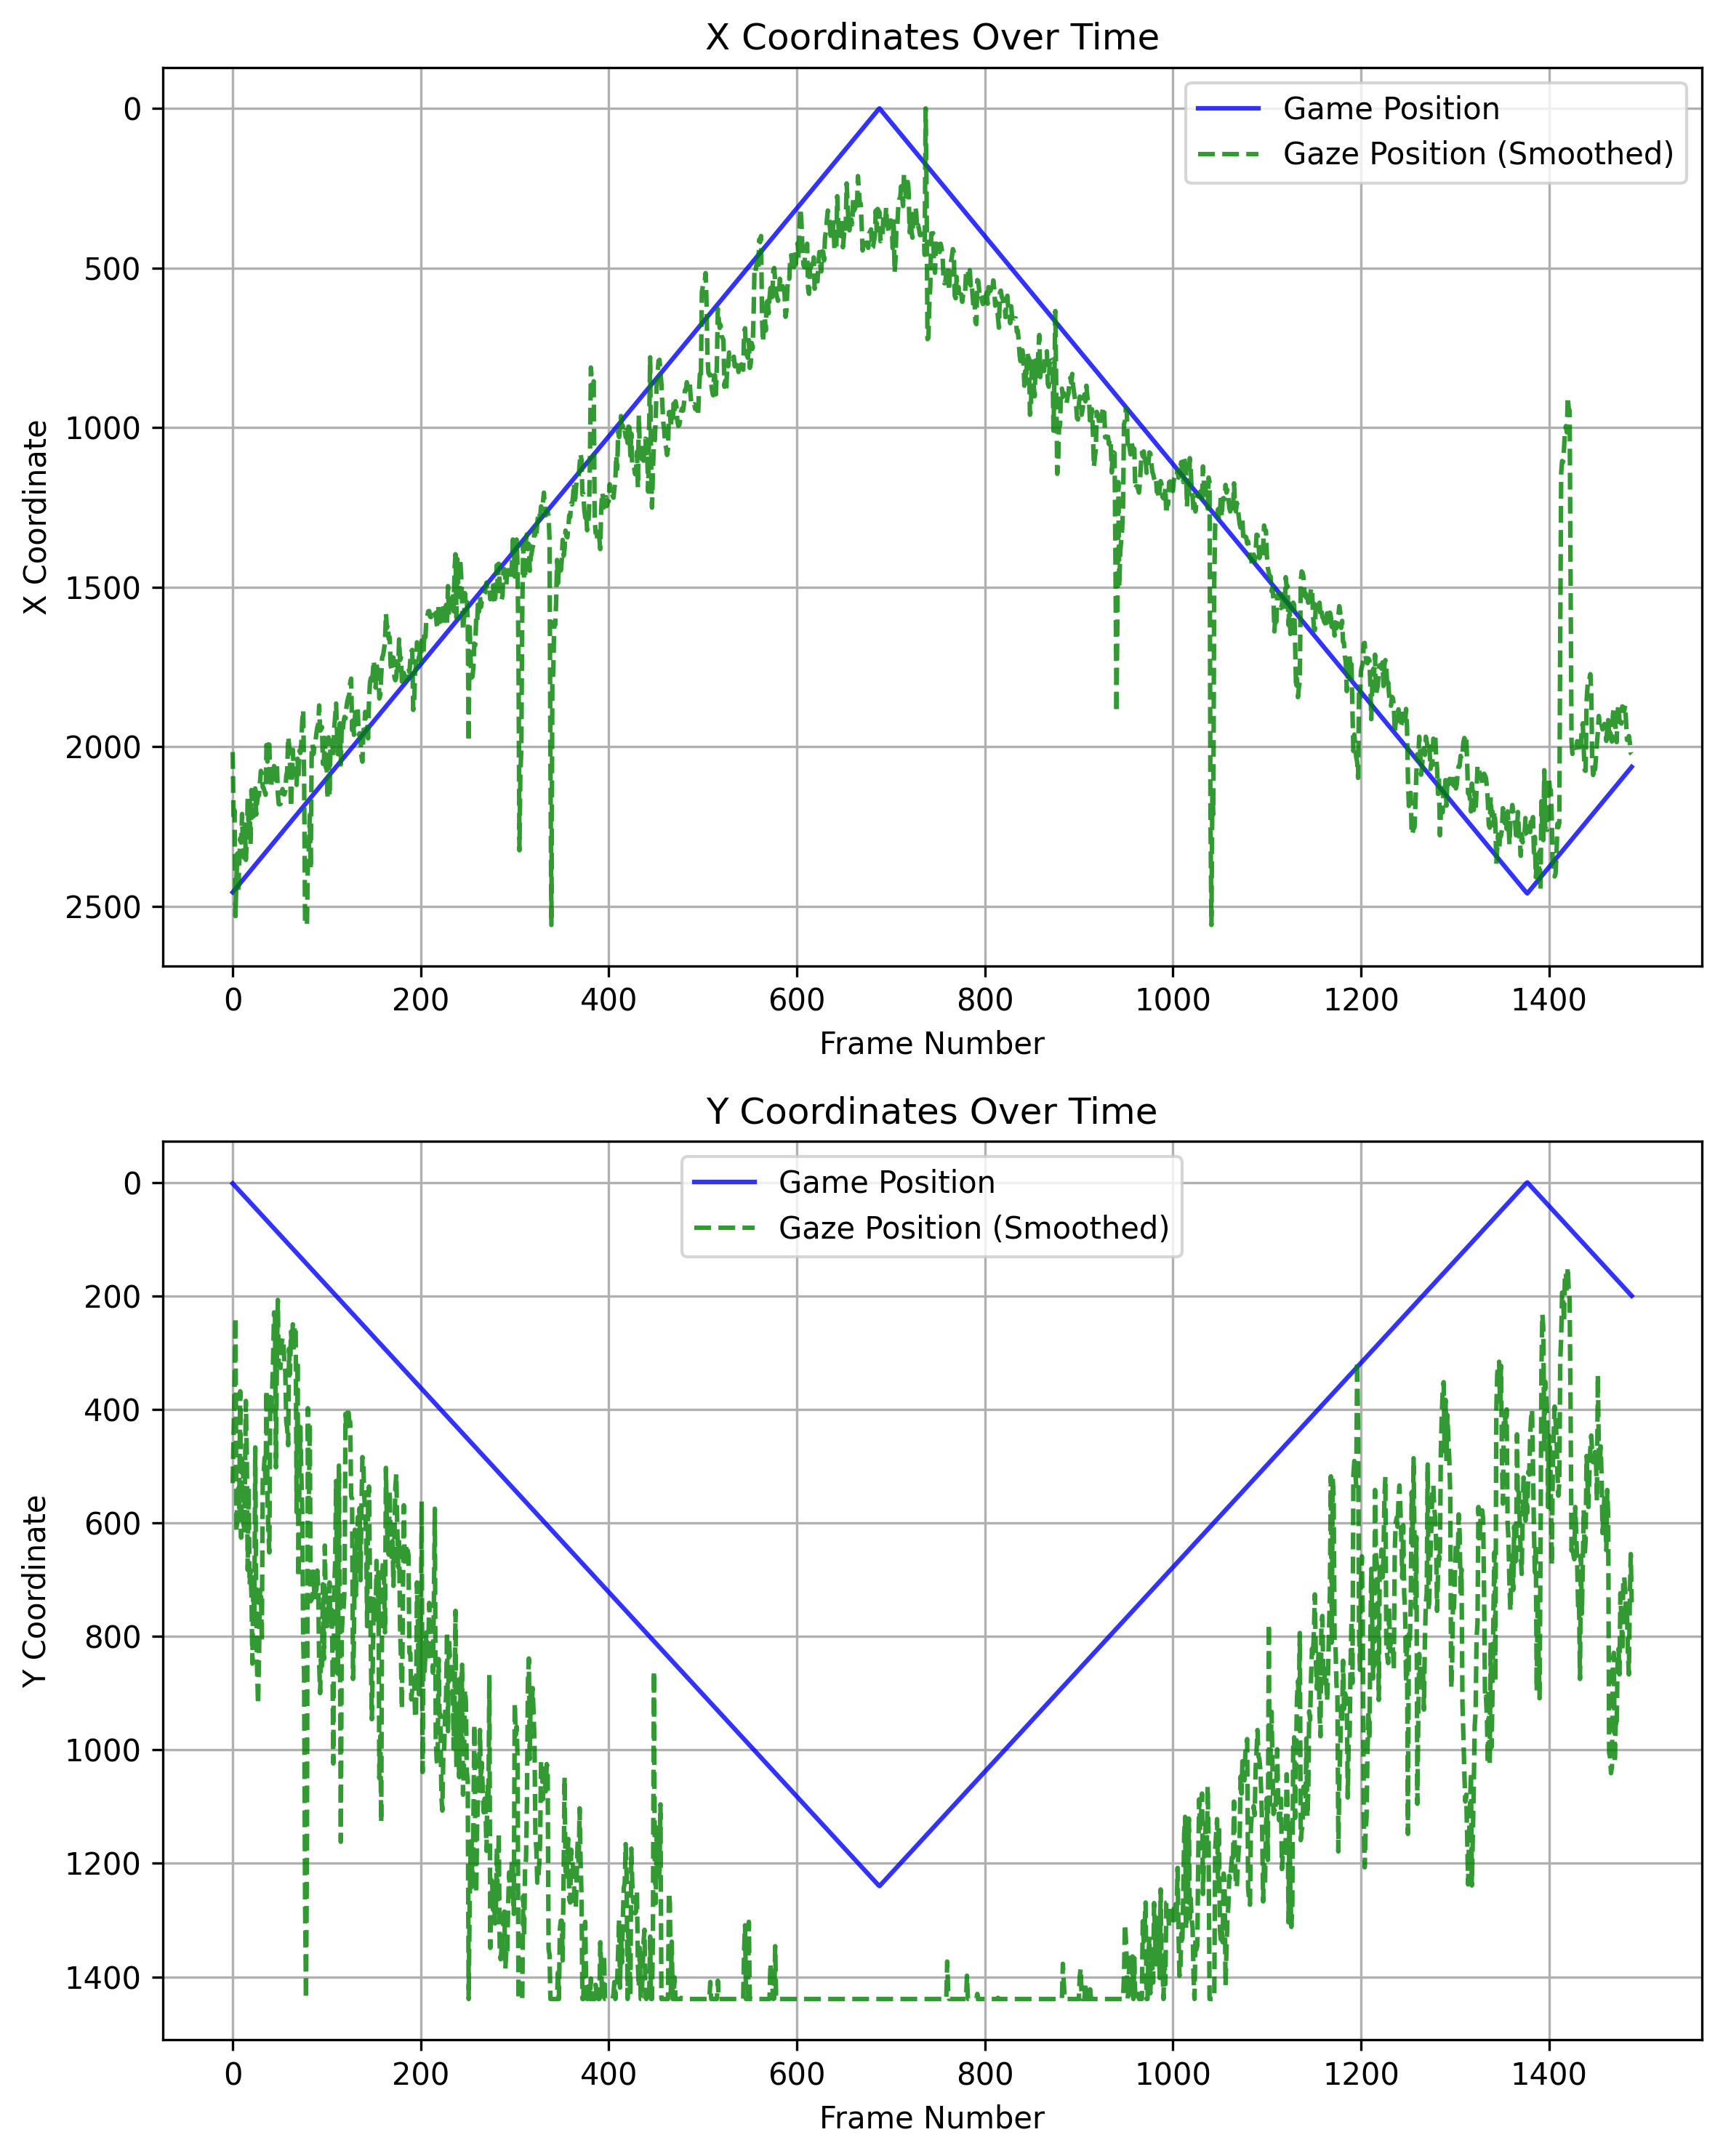 X Coordinates Over Time
Game Position
Gaze Position (Smoothed)
X Coordinate
0
500
1000
1500
2000
2500
0 200 400 600 800 1000 1200 1400
Frame Number
Y Coordinates Over Time
Game Position
Gaze Position (Smoothed)
Y Coordinate
0
200
400
600
800
1000
1200
1400
0 200 400 600 800 1000 1200 1400
Frame Number